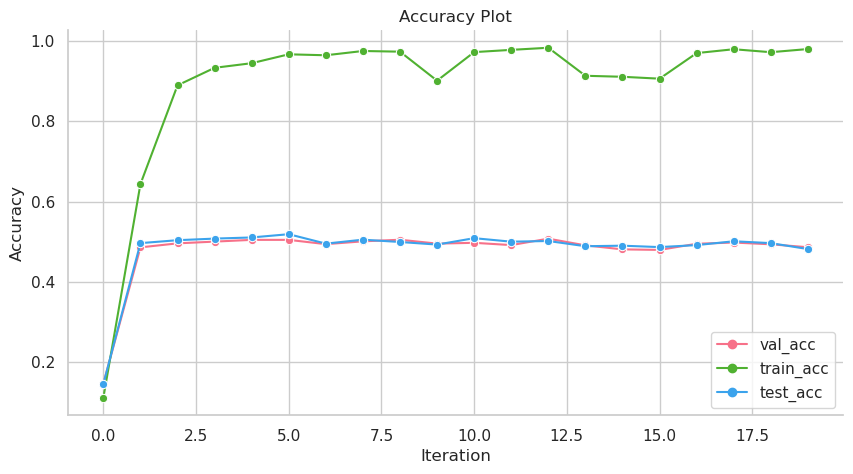 Accuracy Plot
1.0
0.8
0.6
0.4
0.2
Accuracy
0.0 2.5 5.0 7.5 10.0 12.5 15.0 17.5
Iteration
val_acc
train_acc
test_acc